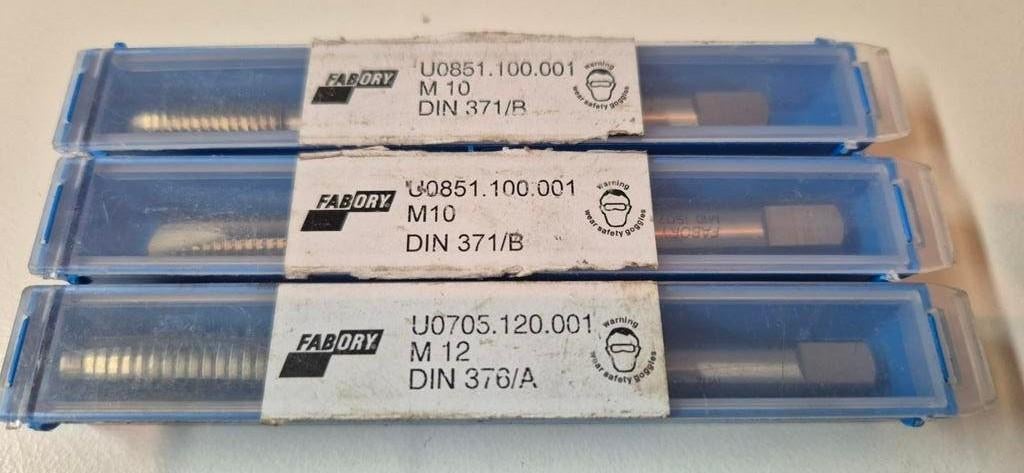 FABORY
U0851.100.001
M 10
DIN 371/B
warning
wear safety goggles
FABORY
U0851.100.001
M10
DIN 371/B
warning
wear safety goggles
FABORY
FABORY
U0705.120.001
M 12
DIN 376/A
warning
wear safety goggles